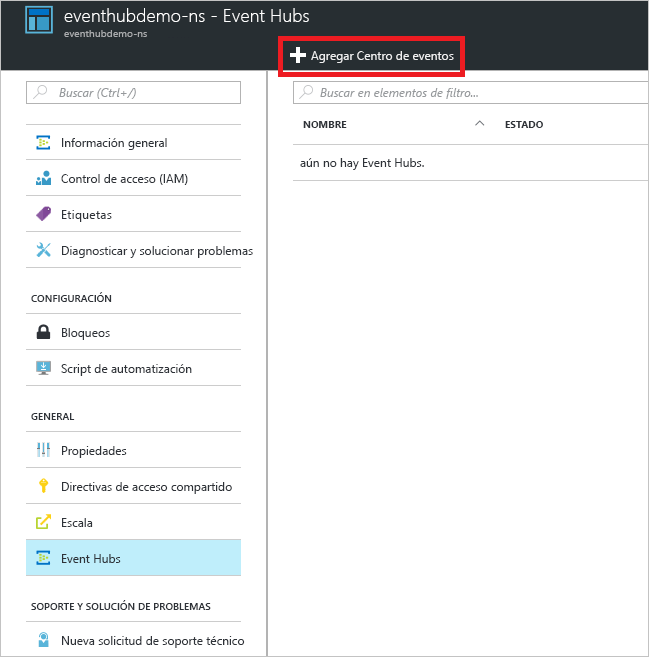 eventhubdemo-ns - Event Hubs
eventhubdemo-ns
Agregar Centro de eventos
Buscar (Ctrl+/)
Información general
Control de acceso (IAM)
Etiquetas
Diagnosticar y solucionar problemas
CONFIGURACIÓN
Bloqueos
Script de automatización
GENERAL
Propiedades
Directivas de acceso compartido
Escala
Event Hubs
SOPORTE Y SOLUCIÓN DE PROBLEMAS
Nueva solicitud de soporte técnico
Buscar en elementos de filtro...
NOMBRE ESTADO
aún no hay Event Hubs.